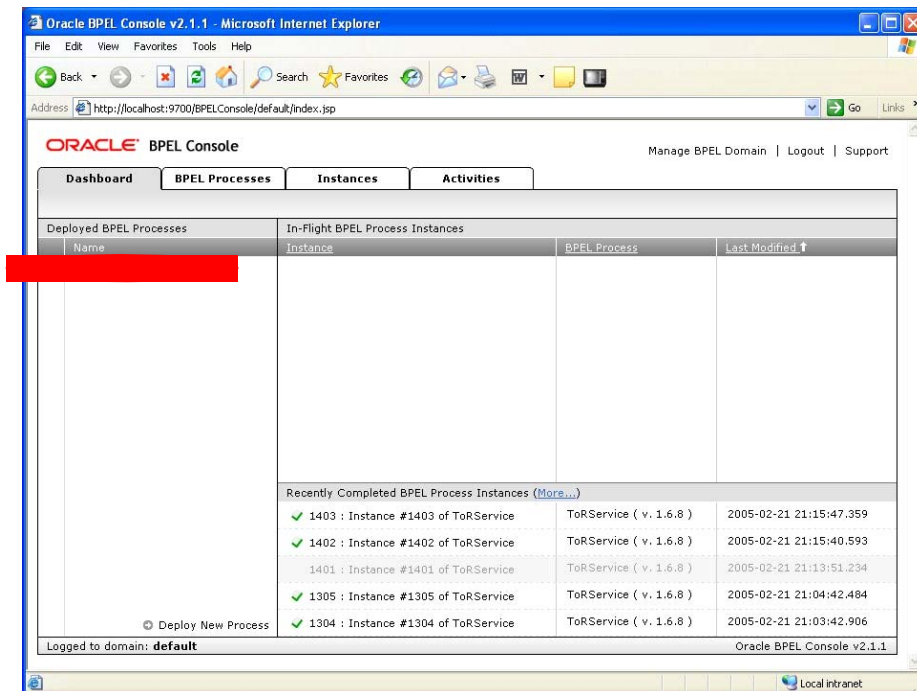 Oracle BPEL Console v2.1.1 - Microsoft Internet Explorer
File Edit View Favorites Tools Help
Back Search Favorites
Address http://localhost:9700/BPELConsole/default/index.jsp Go Links
ORACLE BPEL Console
Manage BPEL Domain | Logout | Support
Dashboard BPEL Processes Instances Activities
Deployed BPEL Processes In-Flight BPEL Process Instances
Name Instance BPEL Process Last Modified
Recently Completed BPEL Process Instances (More...)
1403 : Instance #1403 of ToRService ToRService ( v. 1.6.8 ) 2005-02-21 21:15:47.359
1402 : Instance #1402 of ToRService ToRService ( v. 1.6.8 ) 2005-02-21 21:15:40.593
1401 : Instance #1401 of ToRService ToRService ( v. 1.6.8 ) 2005-02-21 21:13:51.234
1305 : Instance #1305 of ToRService ToRService ( v. 1.6.8 ) 2005-02-21 21:04:42.484
Deploy New Process 1304 : Instance #1304 of ToRService ToRService ( v. 1.6.8 ) 2005-02-21 21:03:42.906
Logged to domain: default Oracle BPEL Console v2.1.1
Local intranet